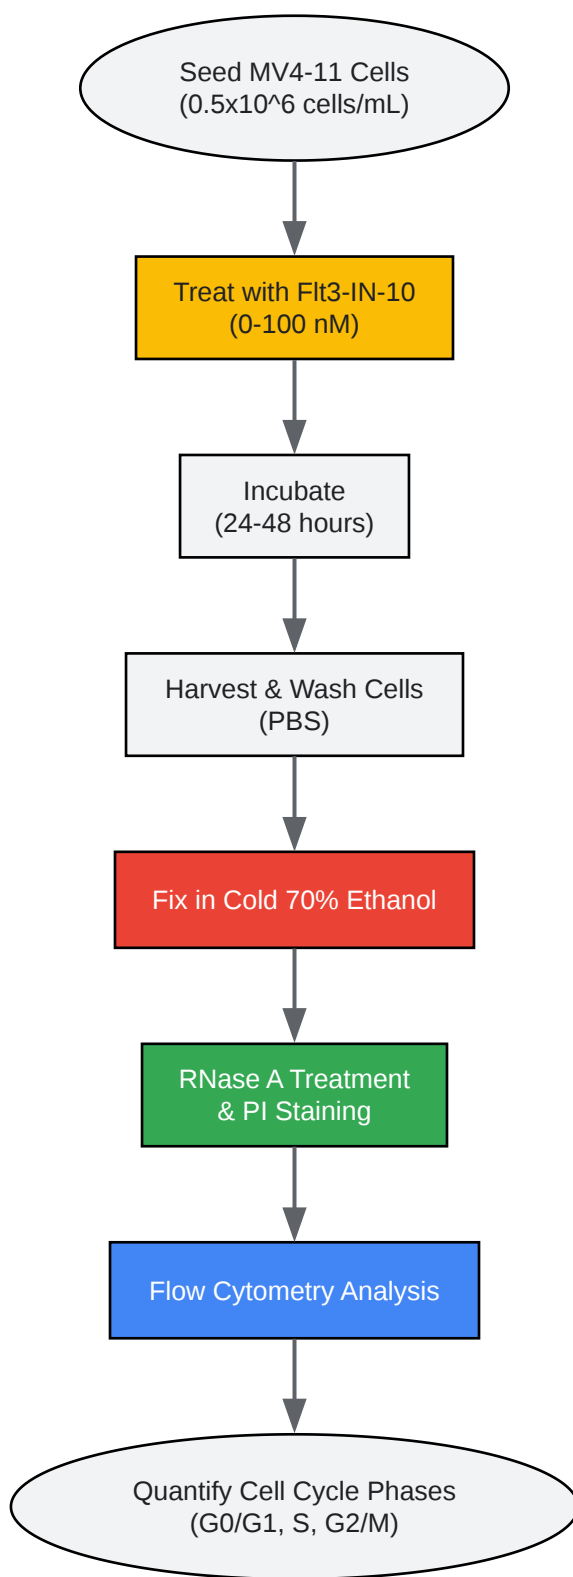 Seed MV4-11 Cells
(0.5x10^6 cells/mL)
Treat with Flt3-IN-10
(0-100 nM)
Incubate
(24-48 hours)
Harvest & Wash Cells
(PBS)
Fix in Cold 70% Ethanol
RNase A Treatment
& PI Staining
Flow Cytometry Analysis
Quantify Cell Cycle Phases
(G0/G1, S, G2/M)